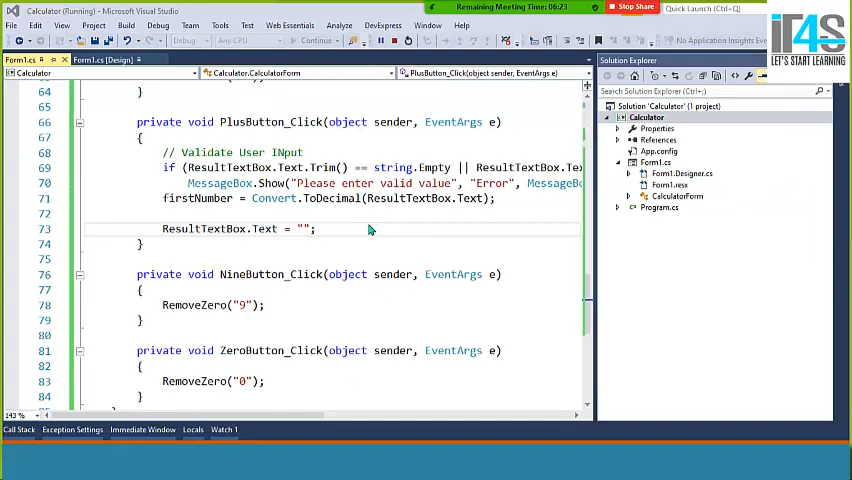 Remaining Meeting Time: 06:23
Stop Share
Calculator (Running) - Microsoft Visual Studio
Quick Launch (Ctrl+Q)
File Edit View Project Build Debug Team Tools Test Web Essentials Analyze DevExpress Window Help
Debug Any CPU Continue No Application Insights Events
IT4S
LET'S START LEARNING
Form1.cs Form1.cs [Design]
Calculator Calculator.CalculatorForm PlusButton_Click(object sender, EventArgs e)
64 }
65
66 private void PlusButton_Click(object sender, EventArgs e)
67 {
68 // Validate User INput
69 if (ResultTextBox.Text.Trim() == string.Empty || ResultTextBox.Te
70 MessageBox.Show("Please enter valid value", "Error", MessageBo
71 firstNumber = Convert.ToDecimal(ResultTextBox.Text);
72
73 ResultTextBox.Text = "";
74 }
76 private void NineButton_Click(object sender, EventArgs e)
77 {
78 RemoveZero("9");
79 }
80
81 private void ZeroButton_Click(object sender, EventArgs e)
82 {
83 RemoveZero("0");
84 }
143 %
Call Stack Exception Settings Immediate Window Locals Watch 1
Solution Explorer
Search Solution Explorer (Ctrl+;)
Solution 'Calculator' (1 project)
Calculator
Properties
References
App.config
Form1.cs
Form1.Designer.cs
Form1.resx
CalculatorForm
Program.cs